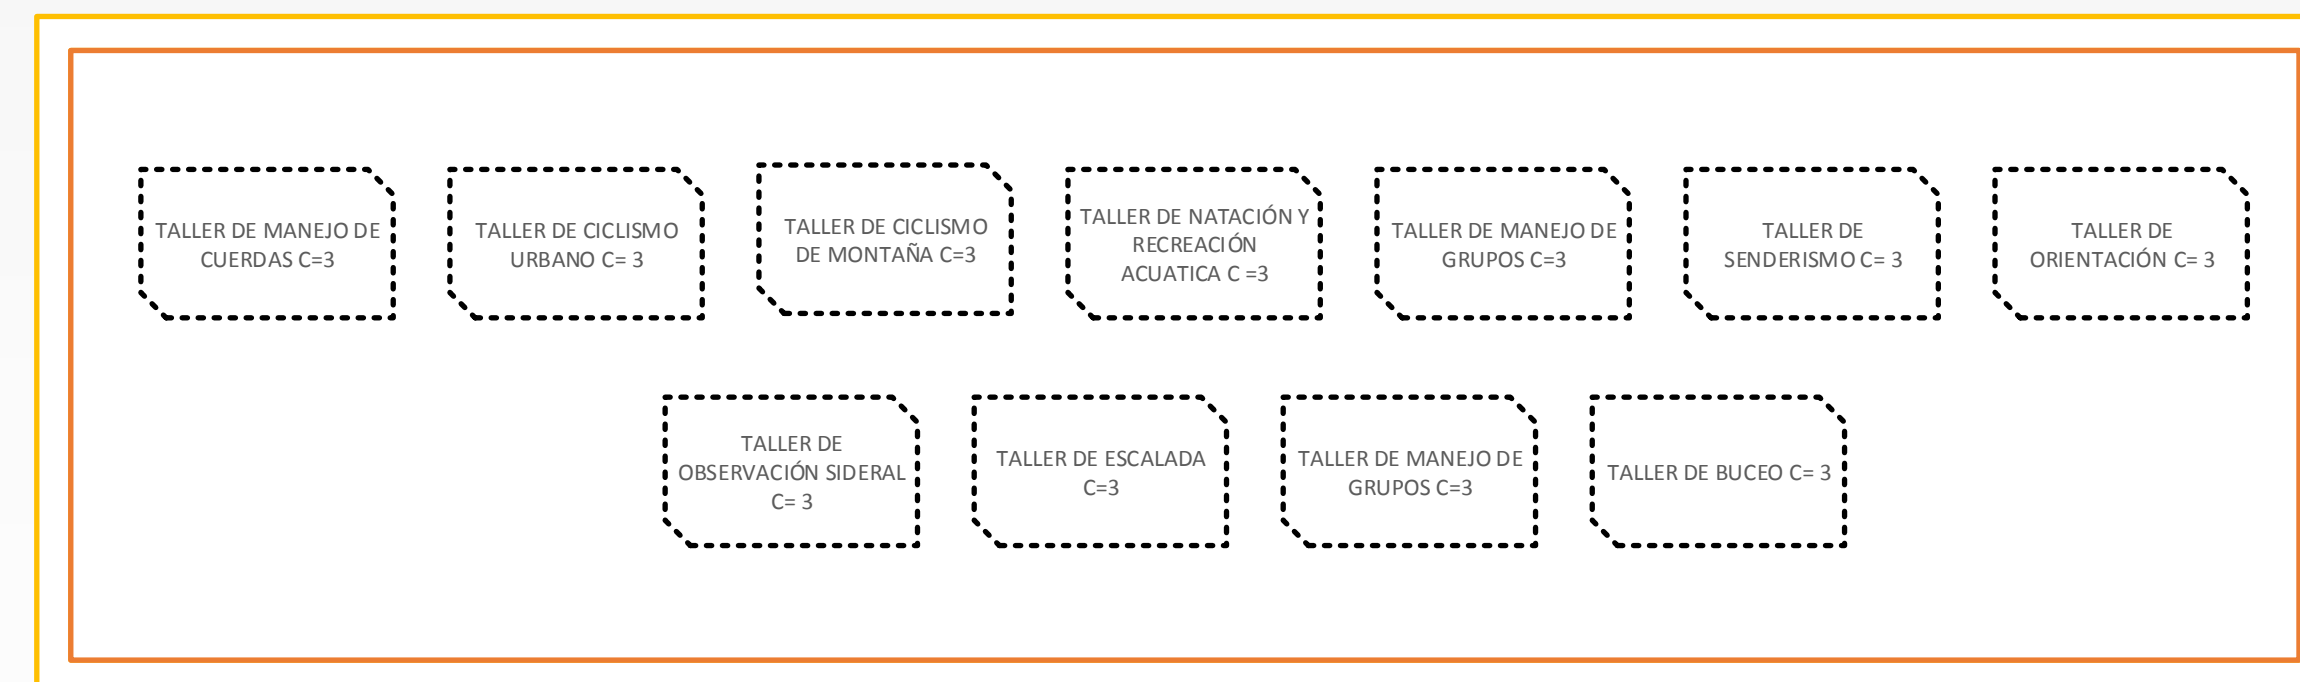 TALLER DE MANEJO DE
CUERDAS C=3
TALLER DE CICLISMO
URBANO C= 3
TALLER DE CICLISMO
DE MONTAÑA C=3
TALLER DE NATACIÓN Y
RECREACIÓN
ACUATICA C =3
TALLER DE MANEJO DE
GRUPOS C=3
TALLER DE
SENDERISMO C= 3
TALLER DE
ORIENTACIÓN C= 3
TALLER DE
OBSERVACIÓN SIDERAL
C= 3
TALLER DE ESCALADA
C=3
TALLER DE MANEJO DE
GRUPOS C=3
TALLER DE BUCEO C= 3